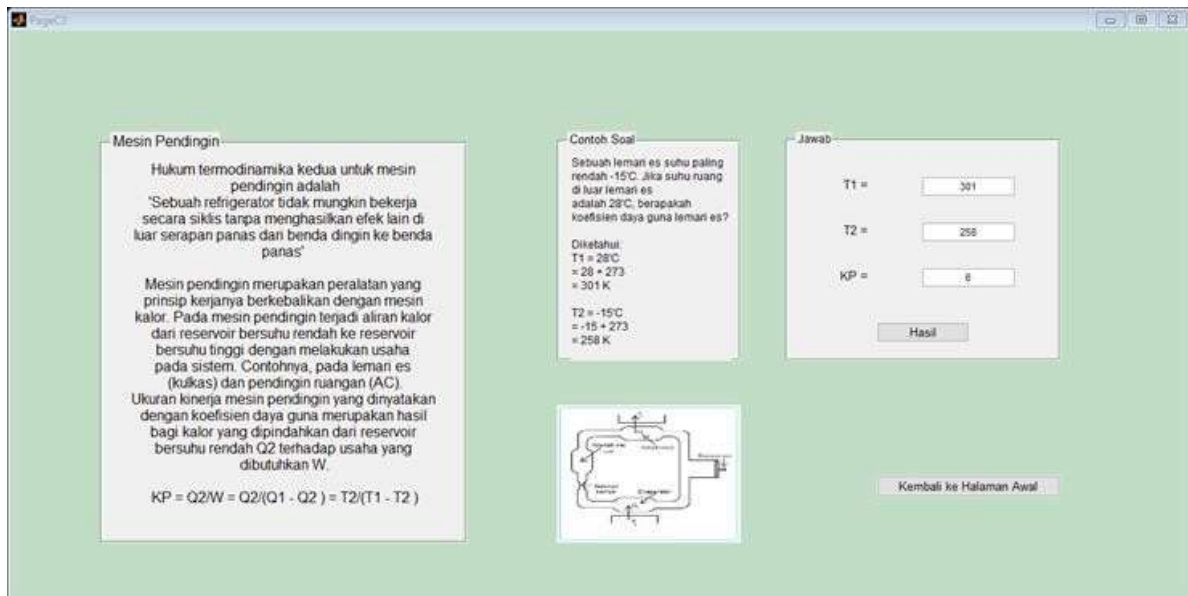 PageC3
Mesin Pendingin
Hukum termodinamika kedua untuk mesin
pendingin adalah
'Sebuah refrigerator tidak mungkin bekerja
secara siklis tanpa menghasilkan efek lain di
luar serapan panas dari benda dingin ke benda
panas'
Mesin pendingin merupakan peralatan yang
prinsip kerjanya berkebalikan dengan mesin
kalor. Pada mesin pendingin terjadi aliran kalor
dari reservoir bersuhu rendah ke reservoir
bersuhu tinggi dengan melakukan usaha
pada sistem. Contohnya, pada lemari es
(kulkas) dan pendingin ruangan (AC).
Ukuran kinerja mesin pendingin yang dinyatakan
dengan koefisien daya guna merupakan hasil
bagi kalor yang dipindahkan dari reservoir
bersuhu rendah Q2 terhadap usaha yang
dibutuhkan W.
KP = Q2/W = Q2/(Q1 - Q2 ) = T2/(T1 - T2 )
Contoh Soal
Sebuah lemari es suhu paling
rendah -15'C. Jika suhu ruang
di luar lemari es
adalah 28'C, berapakah
koefisien daya guna lemari es?
Diketahui:
T1 = 28'C
= 28 + 273
= 301 K
T2 = -15'C
= -15 + 273
= 258 K
Jawab
T1 = 301
T2 = 258
KP = 6
Hasil
Kembali ke Halaman Awal